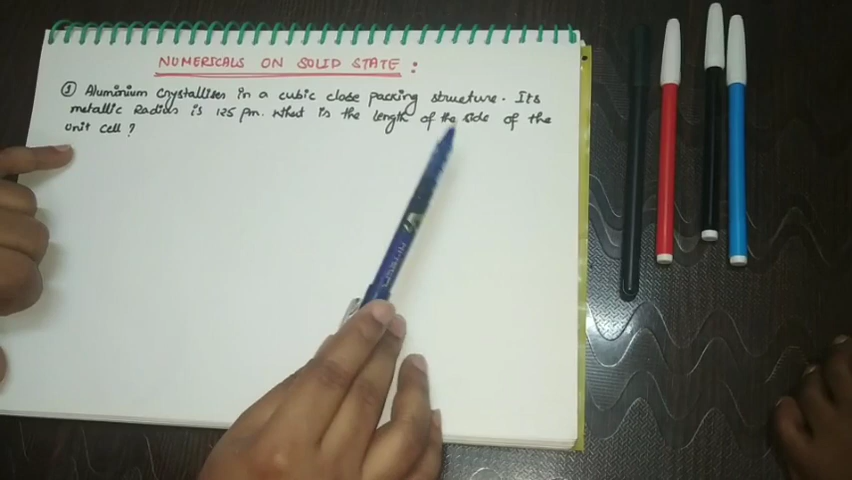 NUMERICALS ON SOLID STATE :
① Aluminium crystallises in a cubic close packing structure. Its
metallic Radius is 125 pm. What is the length of the side of the
unit cell ?